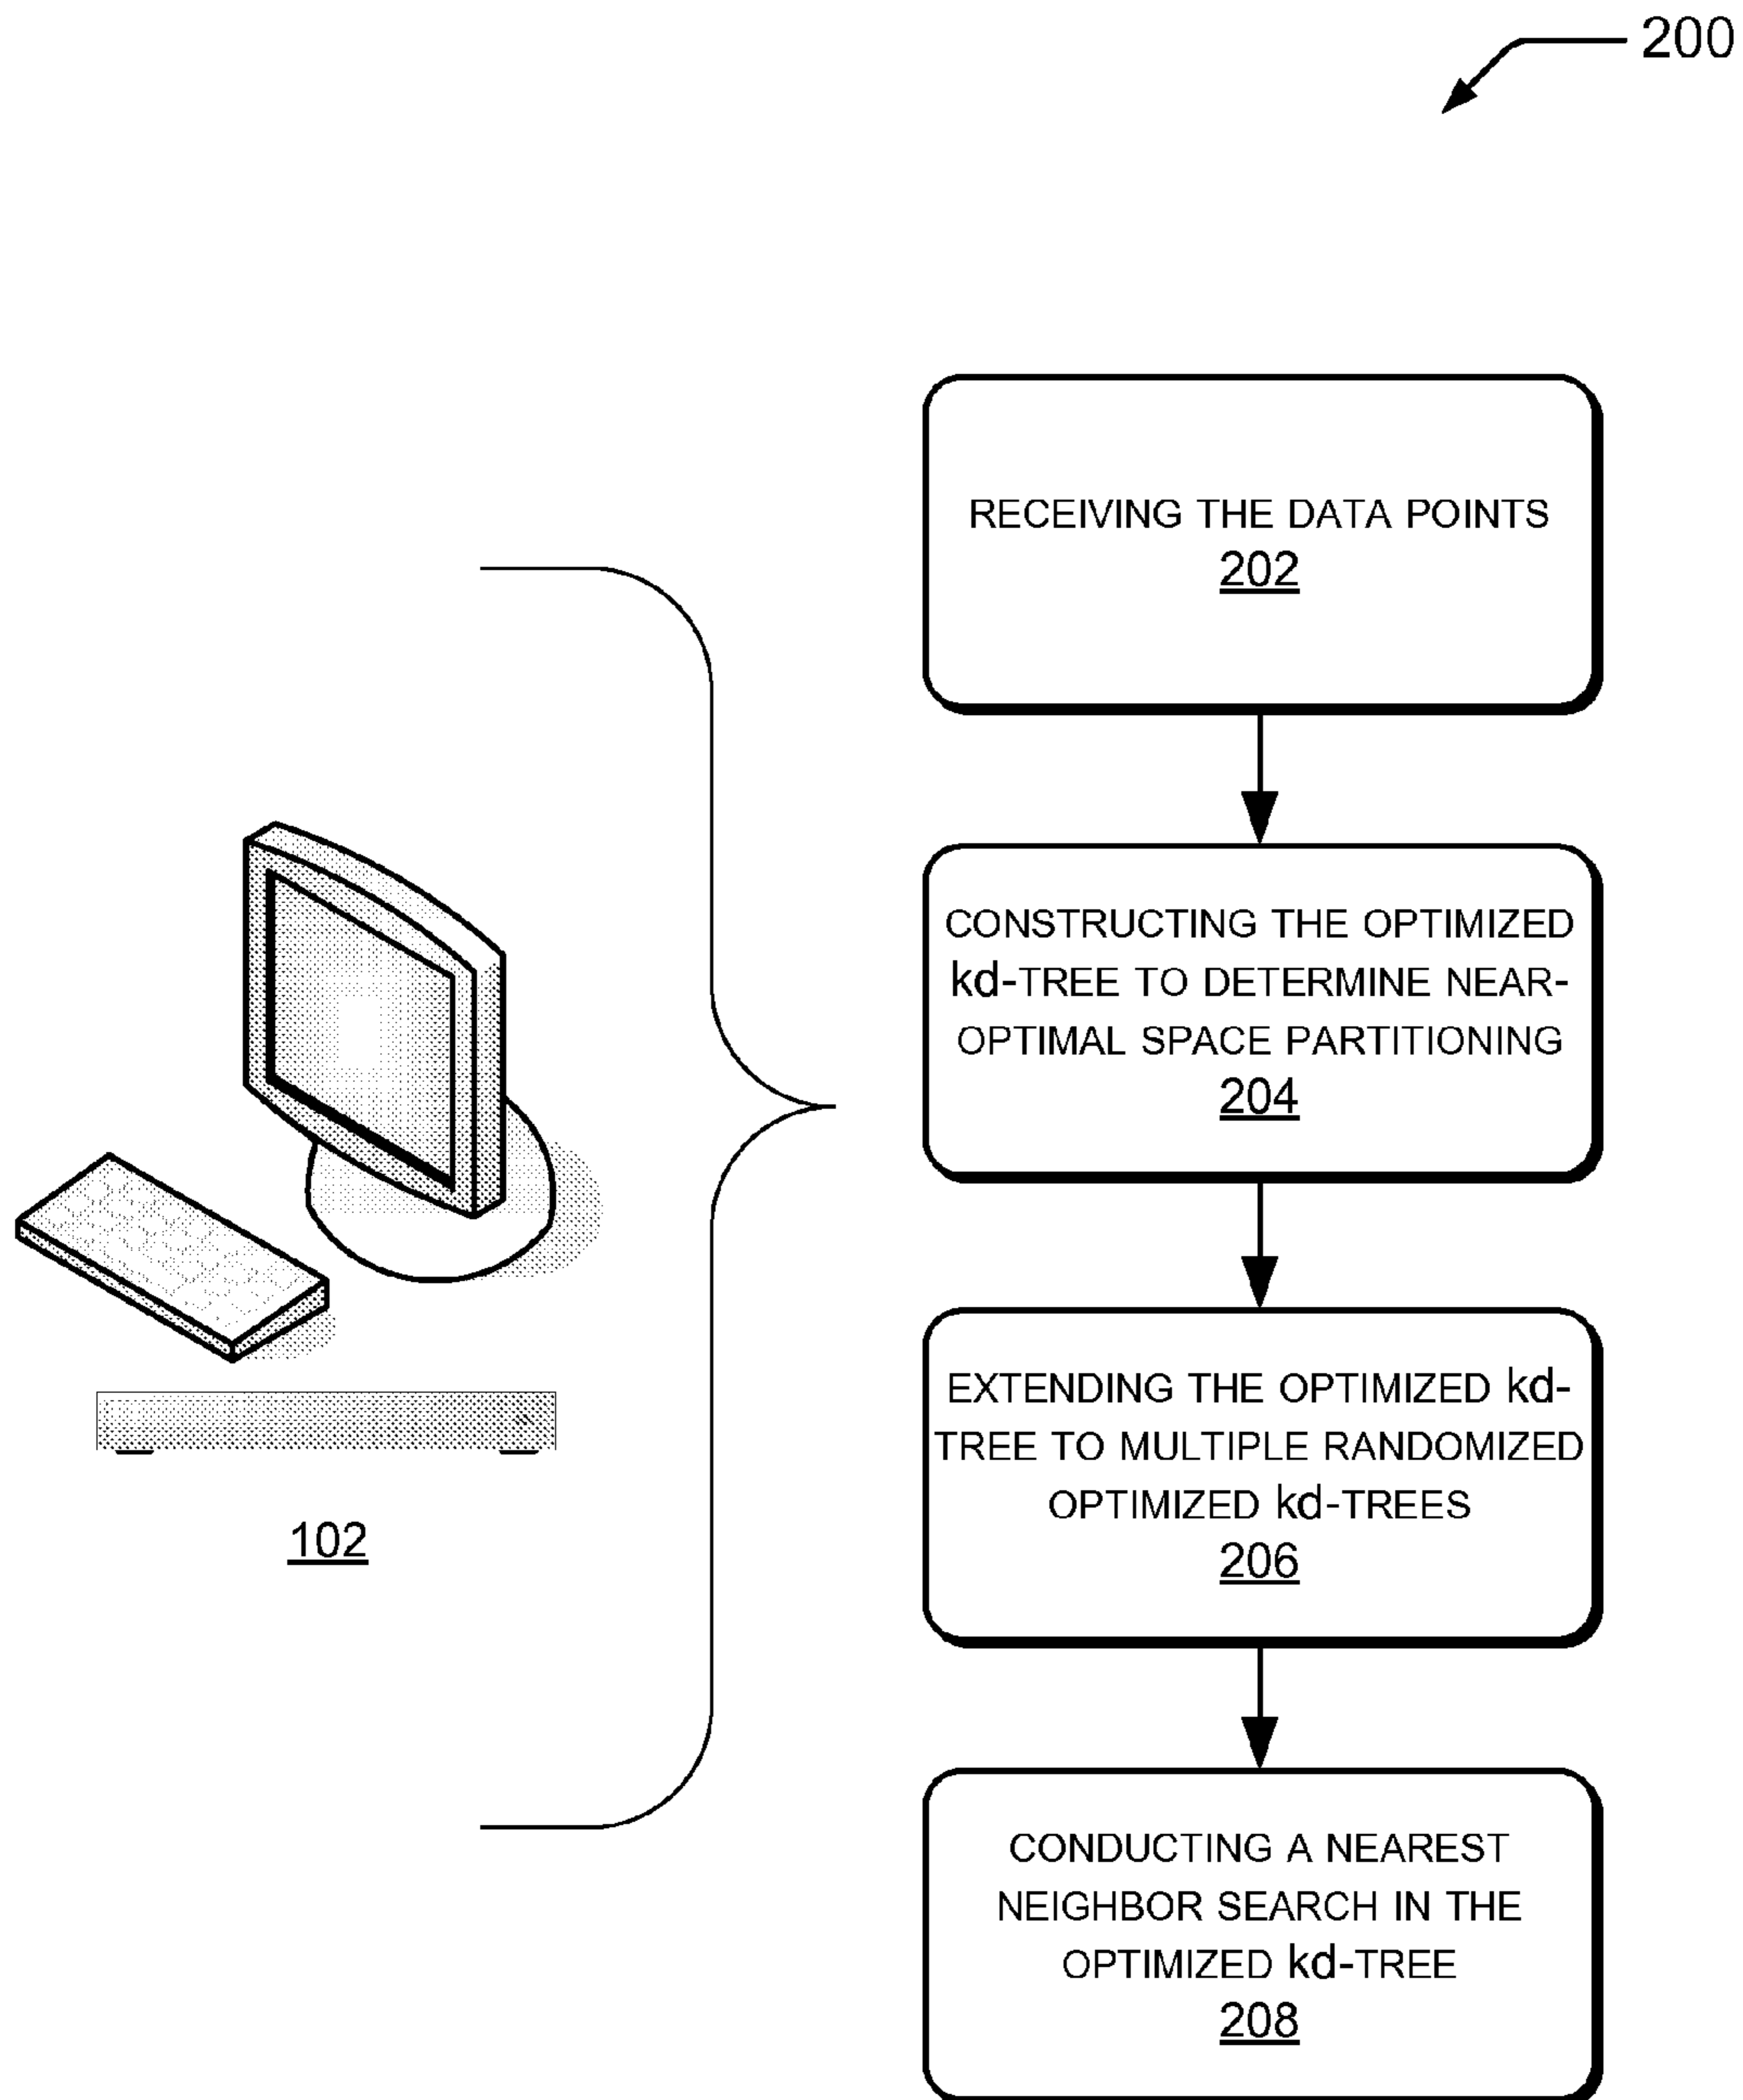 200
RECEIVING THE DATA POINTS
202
CONSTRUCTING THE OPTIMIZED
kd-TREE TO DETERMINE NEAR-
OPTIMAL SPACE PARTITIONING
204
EXTENDING THE OPTIMIZED kd-
TREE TO MULTIPLE RANDOMIZED
OPTIMIZED kd-TREES
206
102
CONDUCTING A NEAREST
NEIGHBOR SEARCH IN THE
OPTIMIZED kd-TREE
208